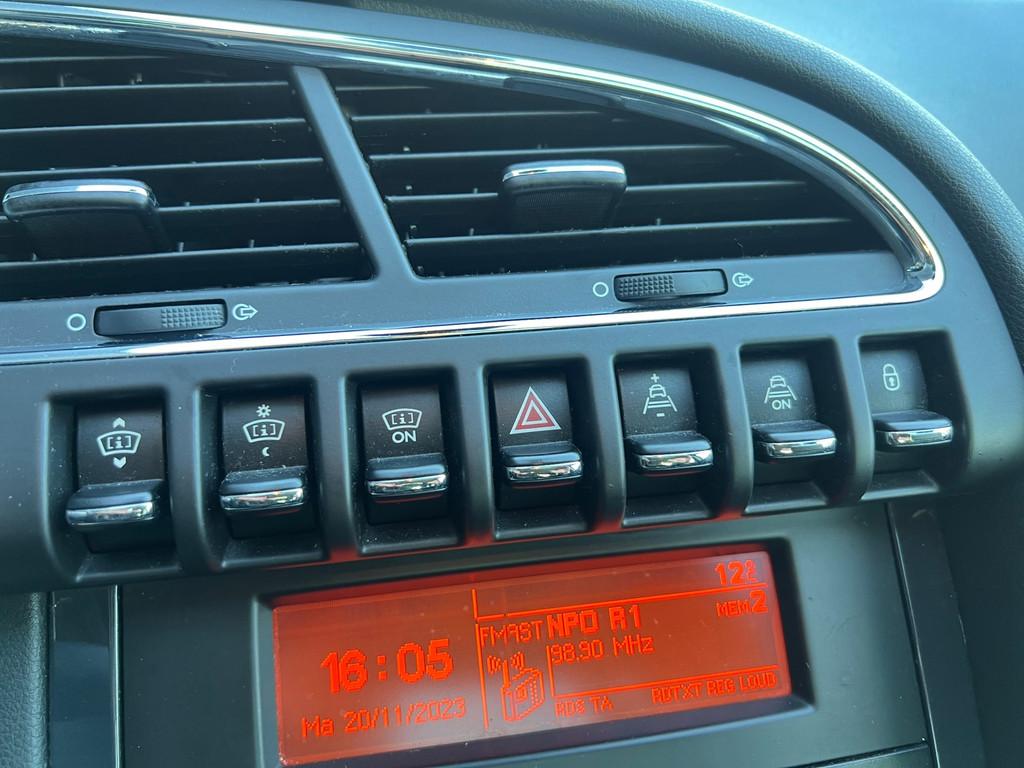 ON
ON
12°
16:05
FMAST NPO R1
MEM2
98.90 MHz
Ma 20/11/2023
RDS TA
RDTXT REG LOUD